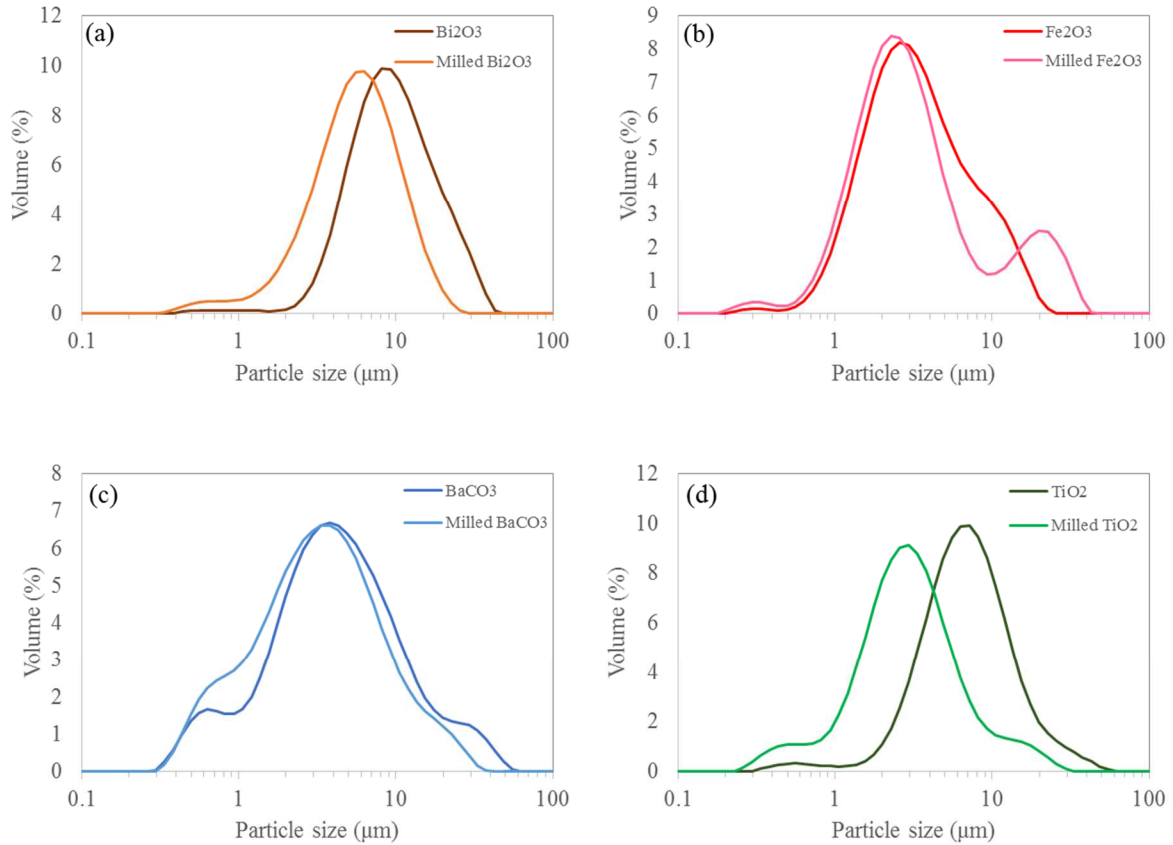 (a)
Bi2O3
Milled Bi2O3
12
10
8
6
4
2
0
Volume (%)
0.1 1 10 100
Particle size (μm)
(b)
Fe2O3
Milled Fe2O3
9
8
7
6
5
4
3
2
1
0
Volume (%)
0.1 1 10 100
Particle size (μm)
(c)
BaCO3
Milled BaCO3
8
7
6
5
4
3
2
1
0
Volume (%)
0.1 1 10 100
Particle size (μm)
(d)
TiO2
Milled TiO2
12
10
8
6
4
2
0
Volume (%)
0.1 1 10 100
Particle size (μm)